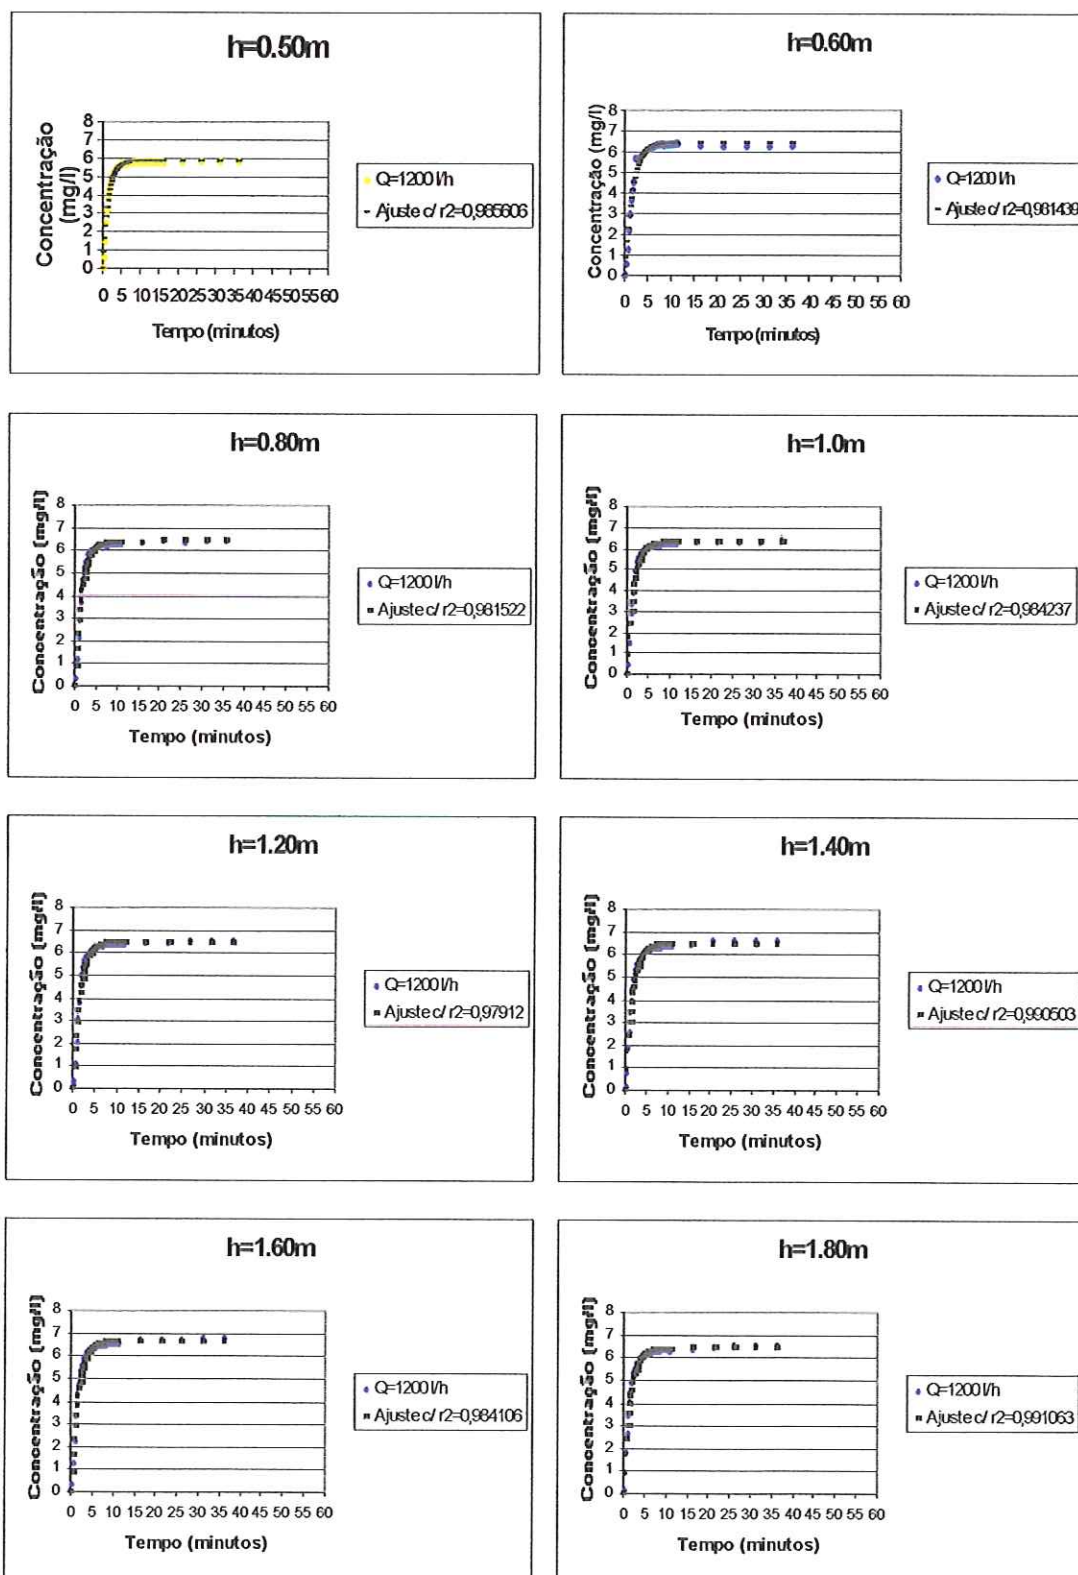 h=0.50m
Concentração
(mg/l)
8
7
6
5
4
3
2
1
0
0 5 10 15 20 25 30 35 40 45 50 55 60
Tempo (minutos)
Q=1200 l/h
Ajuste c/ r2=0,985606
h=0.60m
Concentração (mg/l)
8
7
6
5
4
3
2
1
0
0 5 10 15 20 25 30 35 40 45 50 55 60
Tempo (minutos)
Q=1200 l/h
Ajuste c/ r2=0,981439
h=0.80m
Concentração (mg/l)
8
7
6
5
4
3
2
1
0
0 5 10 15 20 25 30 35 40 45 50 55 60
Tempo (minutos)
Q=1200 l/h
Ajuste c/ r2=0,981522
h=1.0m
Concentração (mg/l)
8
7
6
5
4
3
2
1
0
0 5 10 15 20 25 30 35 40 45 50 55 60
Tempo (minutos)
Q=1200 l/h
Ajuste c/ r2=0,984237
h=1.20m
Concentração (mg/l)
8
7
6
5
4
3
2
1
0
0 5 10 15 20 25 30 35 40 45 50 55 60
Tempo (minutos)
Q=1200 l/h
Ajuste c/ r2=0,97912
h=1.40m
Concentração (mg/l)
8
7
6
5
4
3
2
1
0
0 5 10 15 20 25 30 35 40 45 50 55 60
Tempo (minutos)
Q=1200 l/h
Ajuste c/ r2=0,990503
h=1.60m
Concentração (mg/l)
8
7
6
5
4
3
2
1
0
0 5 10 15 20 25 30 35 40 45 50 55 60
Tempo (minutos)
Q=1200 l/h
Ajuste c/ r2=0,984106
h=1.80m
Concentração (mg/l)
8
7
6
5
4
3
2
1
0
0 5 10 15 20 25 30 35 40 45 50 55 60
Tempo (minutos)
Q=1200 l/h
Ajuste c/ r2=0,991063